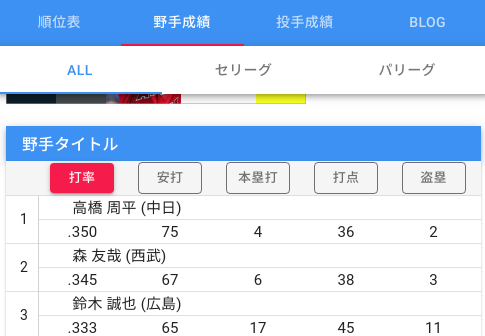 順位表 野手成績 投手成績 BLOG
ALL セリーグ パリーグ
野手タイトル
打率 安打 本塁打 打点 盗塁
1 高橋 周平 (中日)
.350 75 4 36 2
2 森 友哉 (西武)
.345 67 6 38 3
3 鈴木 誠也 (広島)
.333 65 17 45 11